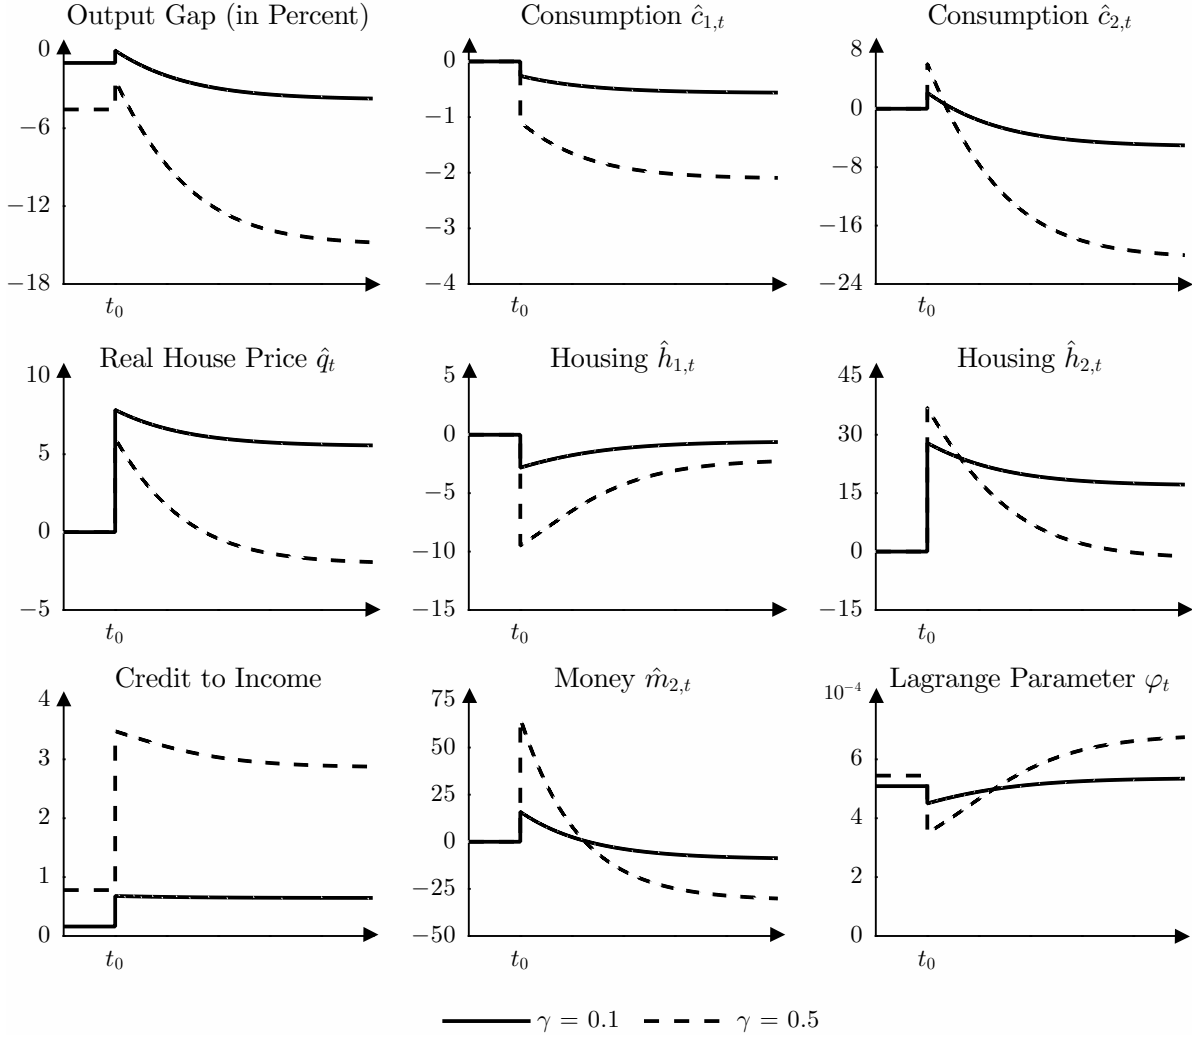 Output Gap (in Percent)
0
−6
−12
−18
t₀
Consumption ĉ₁,ₜ
0
−1
−2
−3
−4
t₀
Consumption ĉ₂,ₜ
8
0
−8
−16
−24
t₀
Real House Price q̂ₜ
10
5
0
−5
t₀
Housing ĥ₁,ₜ
5
0
−5
−10
−15
t₀
Housing ĥ₂,ₜ
45
30
15
0
−15
t₀
Credit to Income
4
3
2
1
0
t₀
Money m̂₂,ₜ
75
50
25
0
−25
−50
t₀
Lagrange Parameter φₜ
10⁻⁴
6
4
2
0
t₀
γ = 0.1 γ = 0.5